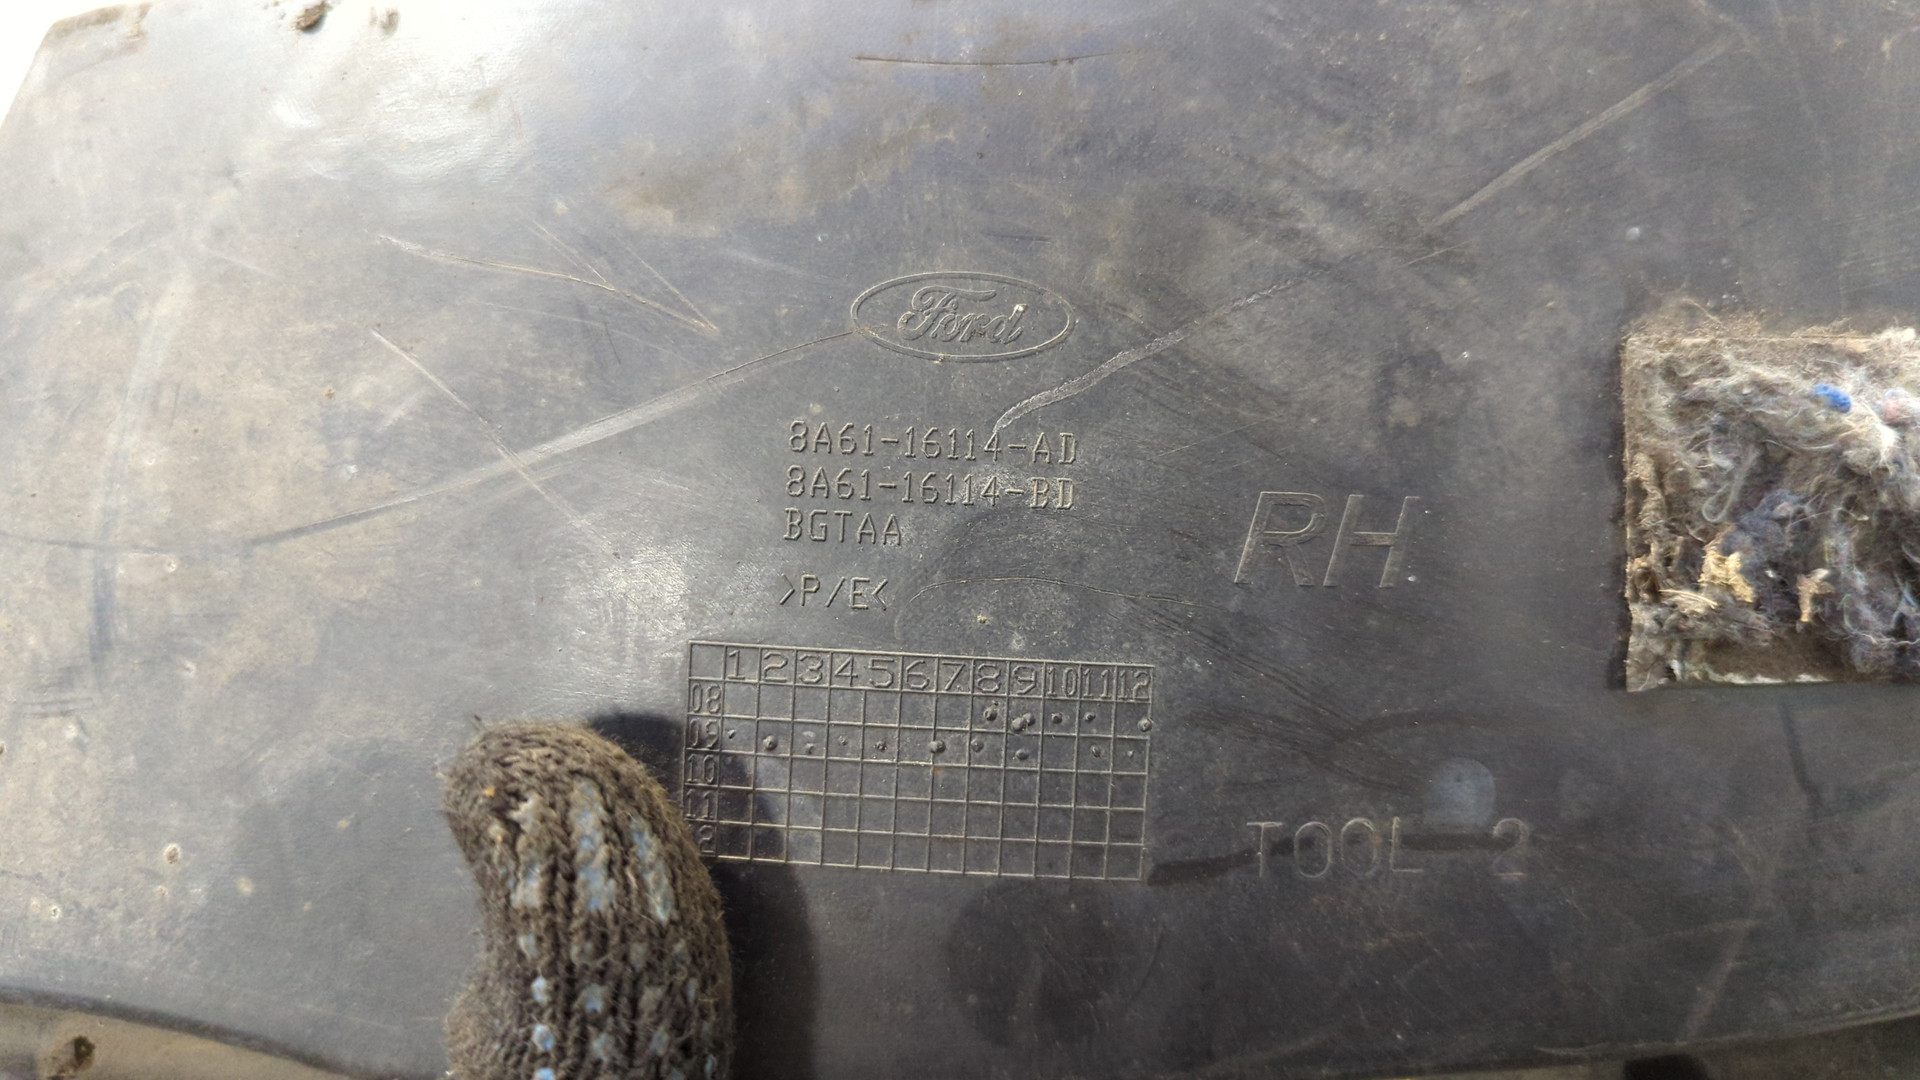 Ford
8A61-16114-AD
8A61-16114-BD
BGTAA
RH
>P/E<
1 2 3 4 5 6 7 8 9 10 11 12
08
09
10
11
TOOL 2